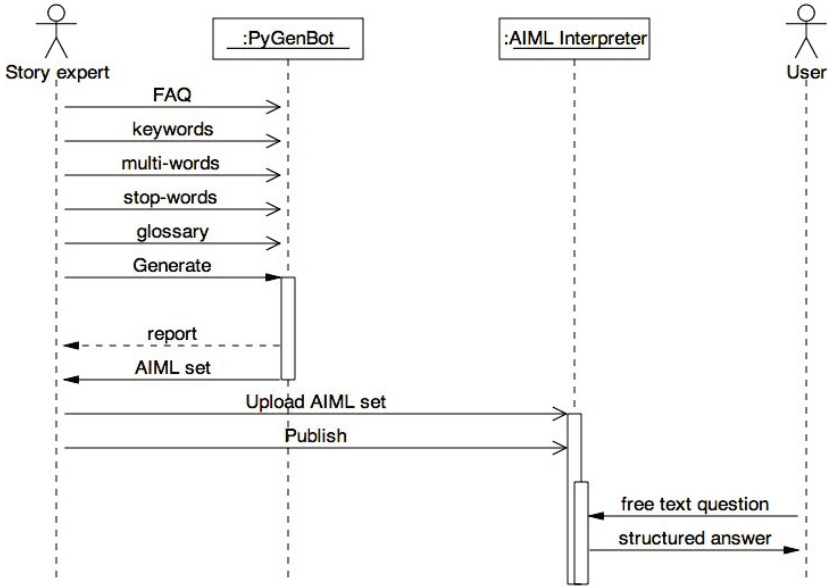 :PyGenBot
:AIML Interpreter
Story expert
User
FAQ
keywords
multi-words
stop-words
glossary
Generate
report
AIML set
Upload AIML set
Publish
free text question
structured answer